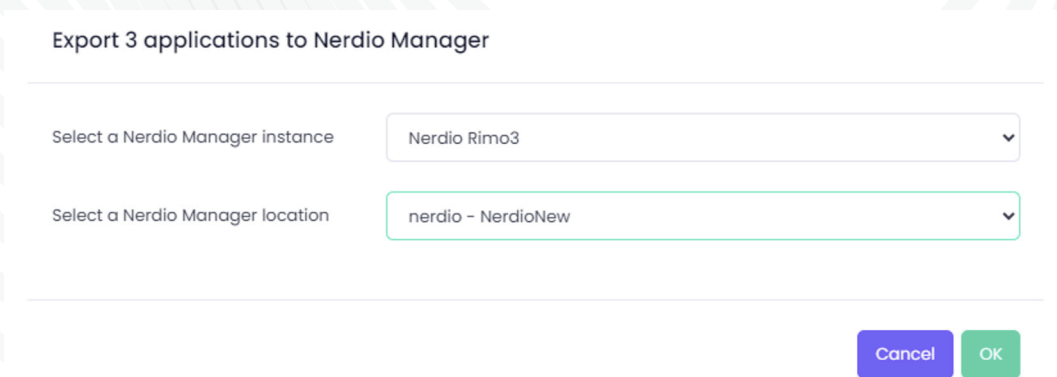 Export 3 applications to Nerdio Manager
Select a Nerdio Manager instance
Nerdio Rimo3
Select a Nerdio Manager location
nerdio - NerdioNew
Cancel
OK